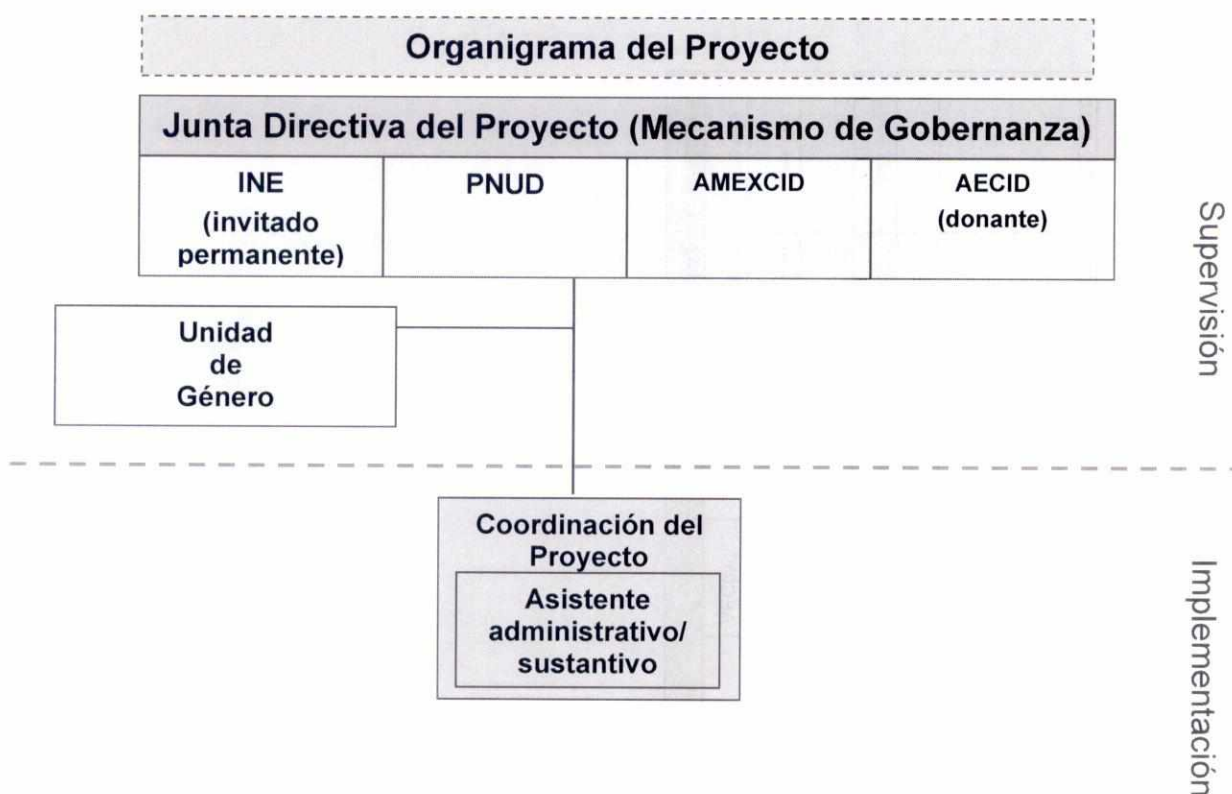 Organigrama del Proyecto
Junta Directiva del Proyecto (Mecanismo de Gobernanza)
INE
(invitado
permanente)
PNUD
AMEXCID
AECID
(donante)
Supervisión
Unidad
de
Género
Coordinación del
Proyecto
Asistente
administrativo/
sustantivo
Implementación